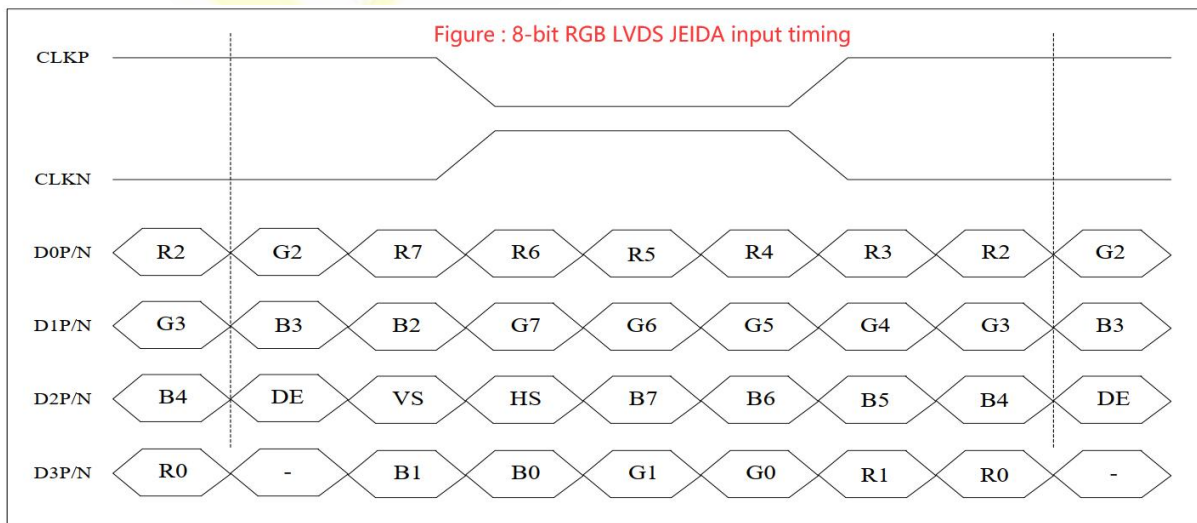 Figure : 8-bit RGB LVDS JEIDA input timing
CLKP
CLKN
D0P/N R2 G2 R7 R6 R5 R4 R3 R2 G2
D1P/N G3 B3 B2 G7 G6 G5 G4 G3 B3
D2P/N B4 DE VS HS B7 B6 B5 B4 DE
D3P/N R0 - B1 B0 G1 G0 R1 R0 -